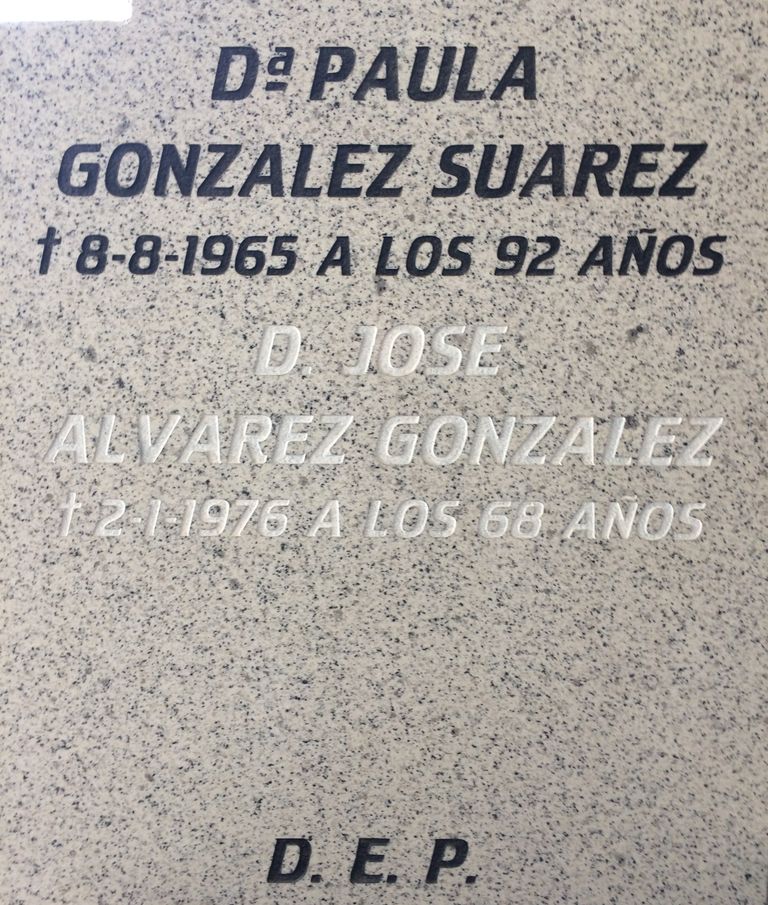 Dª PAULA
GONZALEZ SUAREZ
† 8-8-1965 A LOS 92 AÑOS
D. JOSE
ALVAREZ GONZALEZ
† 2-1-1976 A LOS 68 AÑOS
D. E. P.